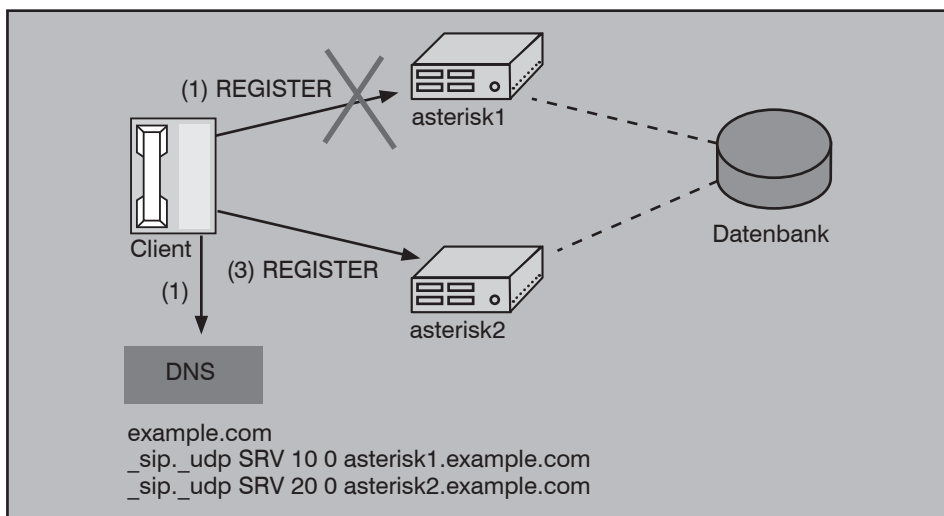 (1) REGISTER
asterisk1
Client
Datenbank
(3) REGISTER
(1)
asterisk2
DNS
example.com
_sip._udp SRV 10 0 asterisk1.example.com
_sip._udp SRV 20 0 asterisk2.example.com